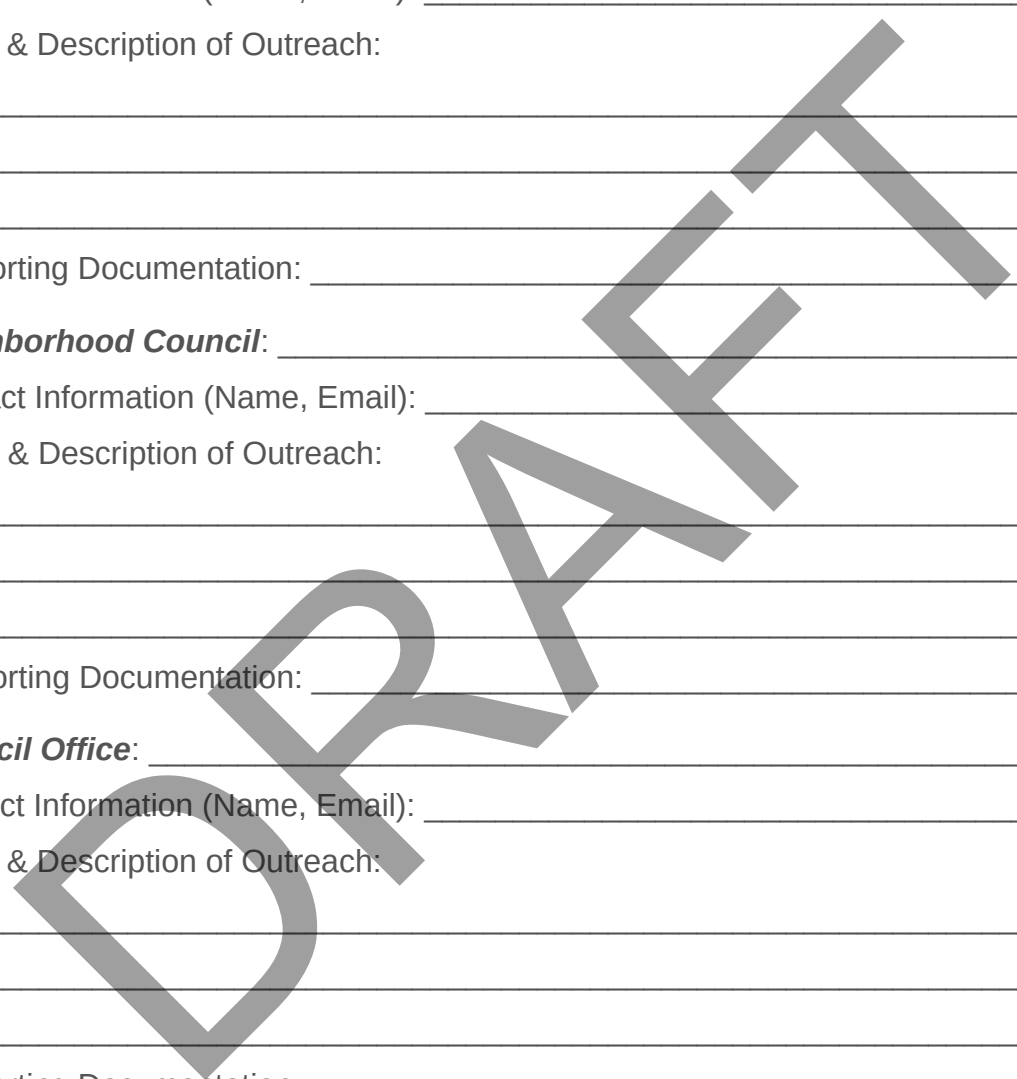 & Description of Outreach:
orting Documentation:
nborhood Council:
ct Information (Name, Email):
& Description of Outreach:
orting Documentation:
cil Office:
ct Information (Name, Email):
& Description of Outreach:
DRAFT